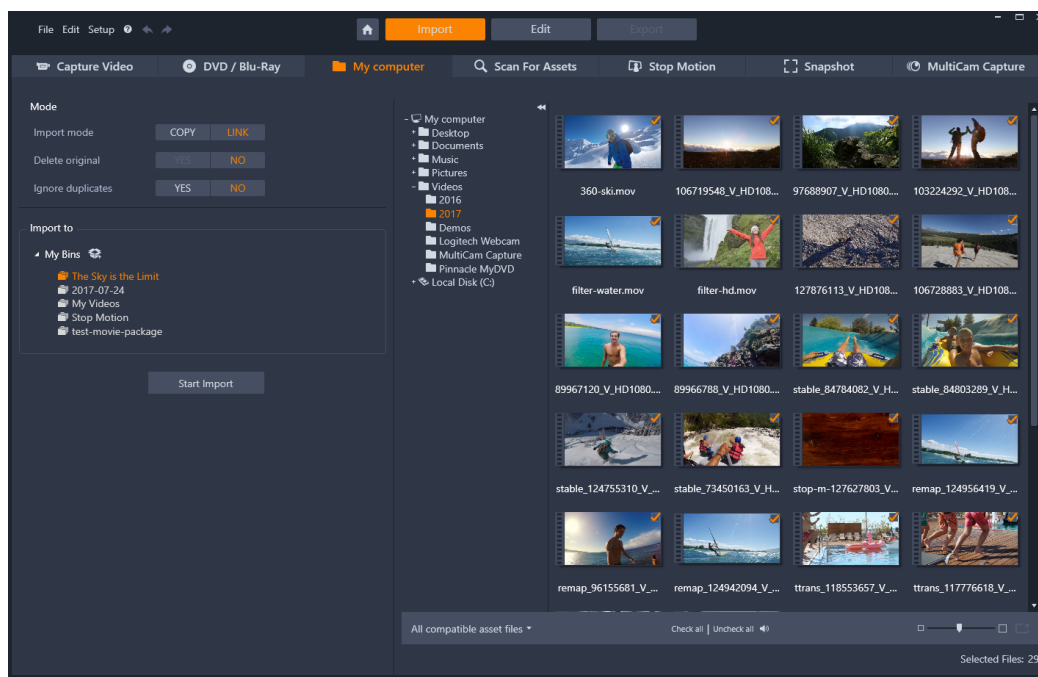 File Edit Setup ?
Import Edit Export
Capture Video DVD / Blu-Ray My computer Scan For Assets Stop Motion Snapshot MultiCam Capture
Mode
Import mode COPY LINK
Delete original YES NO
Ignore duplicates YES NO
Import to
My Bins
The Sky is the Limit
2017-07-24
My Videos
Stop Motion
test-movie-package
Start Import
My computer
Desktop
Documents
Music
Pictures
Videos
2016
2017
Demos
Logitech Webcam
MultiCam Capture
Pinnacle MyDVD
Local Disk (C:)
360-ski.mov 106719548_V_HD108... 97688907_V_HD1080.... 103224292_V_HD108...
filter-water.mov filter-hd.mov 127876113_V_HD108... 106728883_V_HD108...
89967120_V_HD1080.... 89966788_V_HD1080.... stable_84784082_V_H... stable_84803289_V_H...
stable_124755310_V_... stable_73450163_V_H... stop-m-127627803_V... remap_124956419_V_...
remap_96155681_V_... remap_124942094_V_... ttrans_118553657_V_... ttrans_117776618_V_...
All compatible asset files Check all | Uncheck all
Selected Files: 29